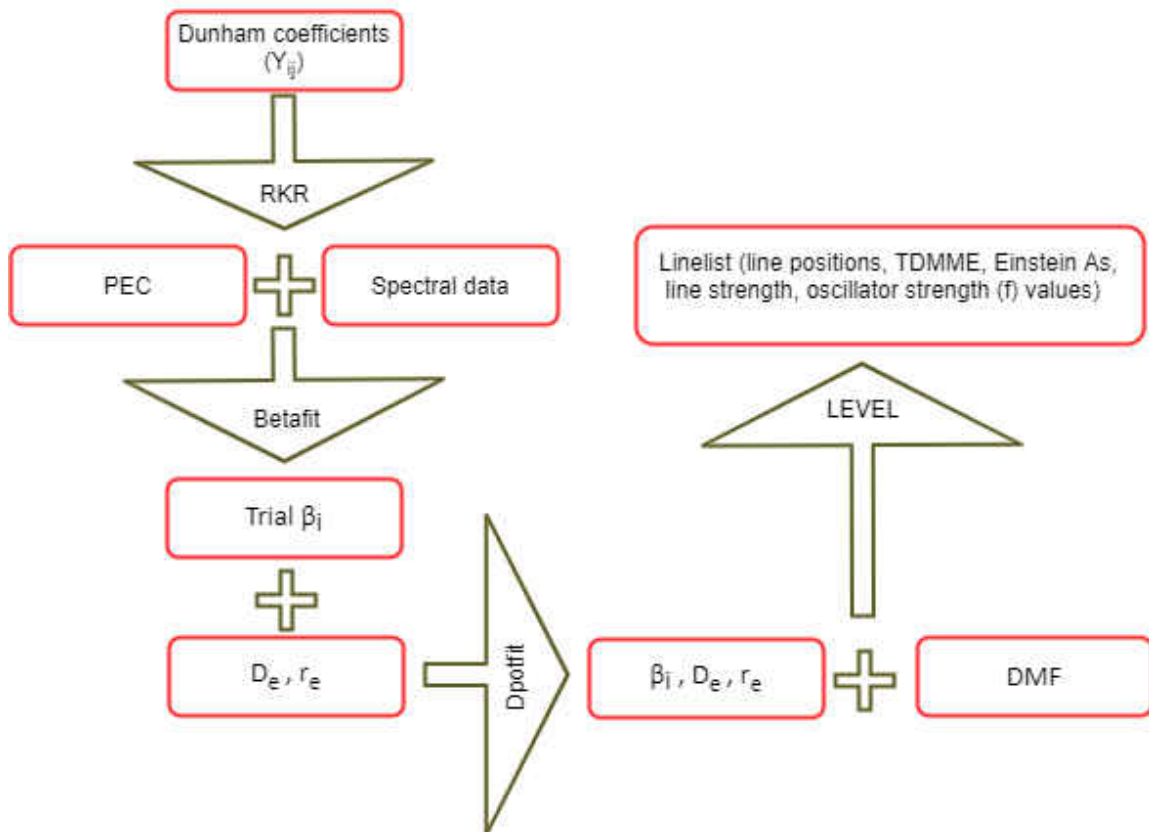 Dunham coefficients
(Yᵢⱼ)
RKR
PEC
Spectral data
Betafit
Trial βᵢ
Dₑ , rₑ
Dpotfit
βᵢ , Dₑ , rₑ
DMF
LEVEL
Linelist (line positions, TDMME, Einstein As,
line strength, oscillator strength (f) values)